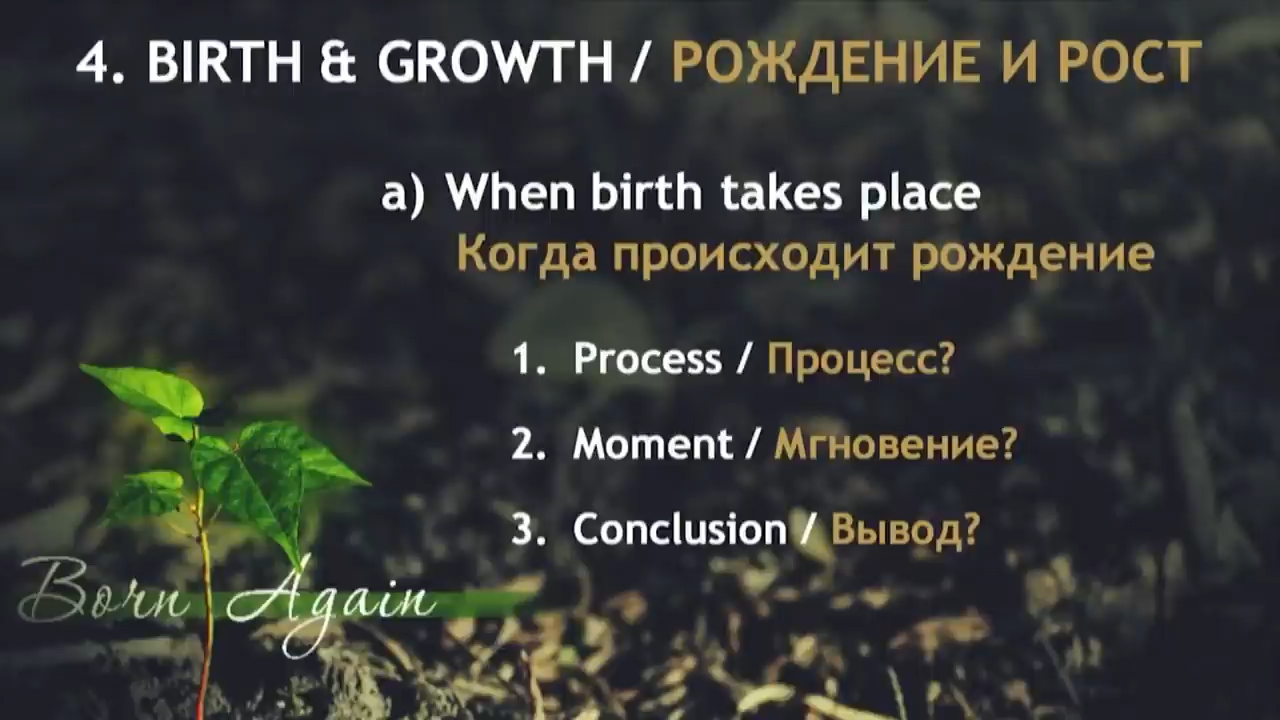 4. BIRTH & GROWTH / РОЖДЕНИЕ И РОСТ
a) When birth takes place
Когда происходит рождение
1. Process / Процесс?
2. Moment / Мгновение?
3. Conclusion / Вывод?
Born Again